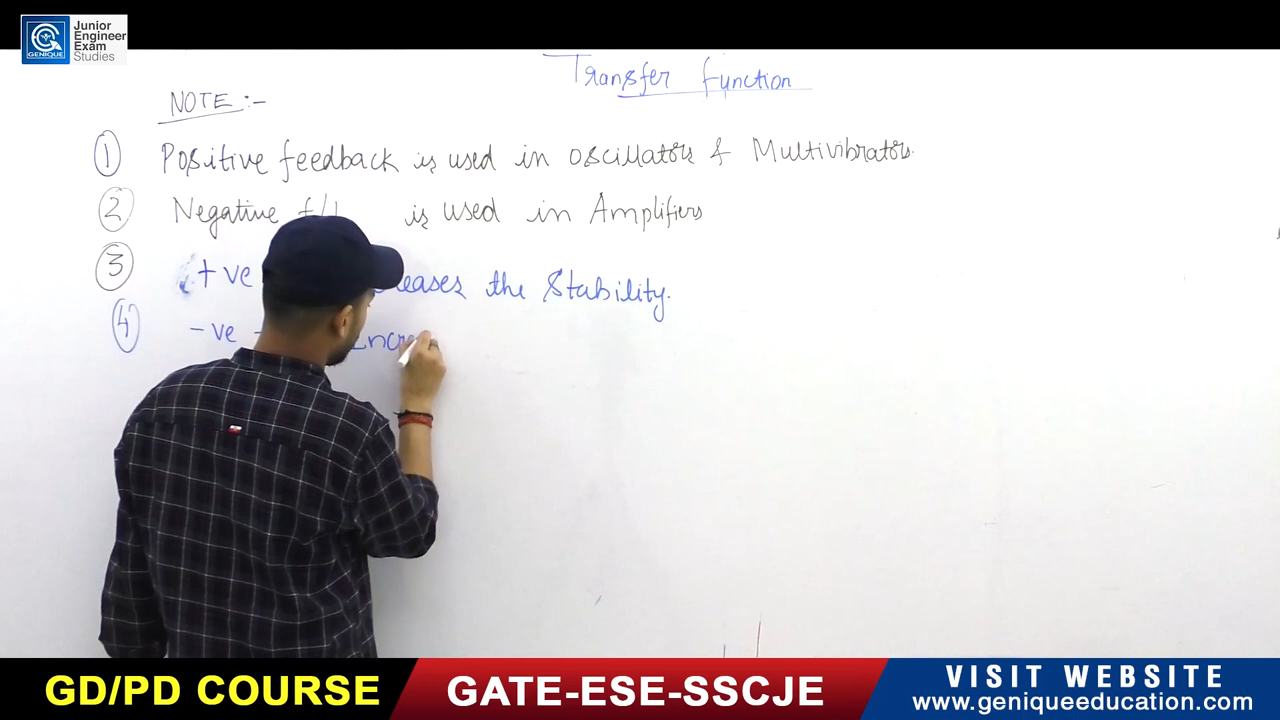 GENIQUE
Junior
Engineer
Exam
Studies
Transfer function
NOTE :-
1 Positive feedback is used in oscillators & Multivibrators.
2 Negative is used in Amplifiers
3 +ve the Stability.
4 -ve
GD/PD COURSE
GATE-ESE-SSCJE
VISIT WEBSITE
www.geniqueeducation.com